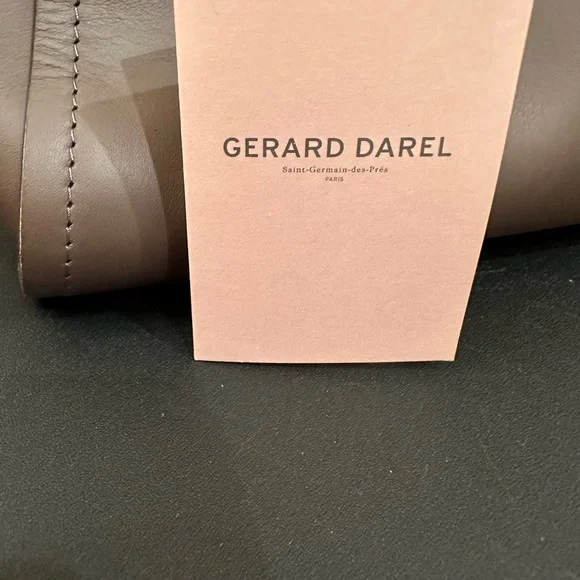 GERARD DAREL
Saint-Germain-des-Prés
PARIS